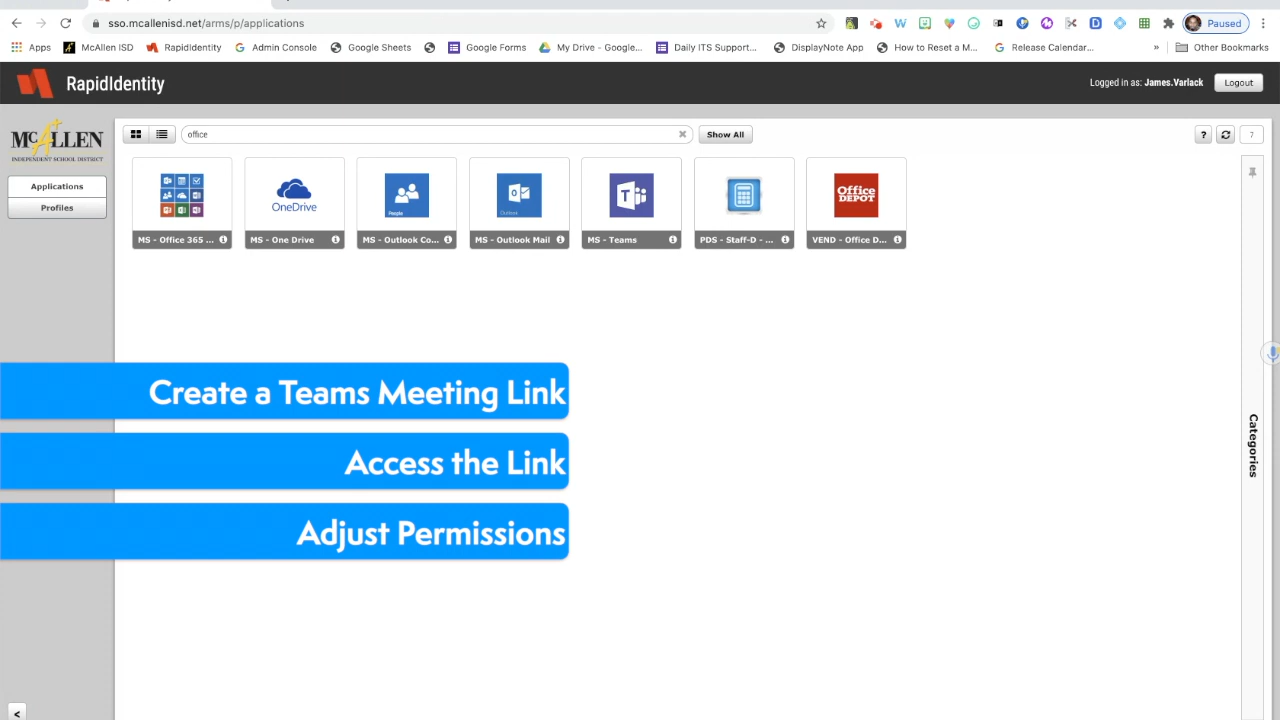 sso.mcallenisd.net/arms/p/applications
Paused
Apps McAllen ISD RapidIdentity Admin Console Google Sheets Google Forms My Drive - Google... Daily ITS Support... DisplayNote App How to Reset a M... Release Calendar... » Other Bookmarks
RapidIdentity
Logged in as: James.Varlack Logout
McALLEN
INDEPENDENT SCHOOL DISTRICT
Applications
Profiles
office
Show All
? 7
OneDrive
People
Outlook
Office DEPOT
MS - Office 365 ... MS - One Drive MS - Outlook Co... MS - Outlook Mail MS - Teams PDS - Staff-D - ... VEND - Office D...
Create a Teams Meeting Link
Access the Link
Adjust Permissions
Categories
<